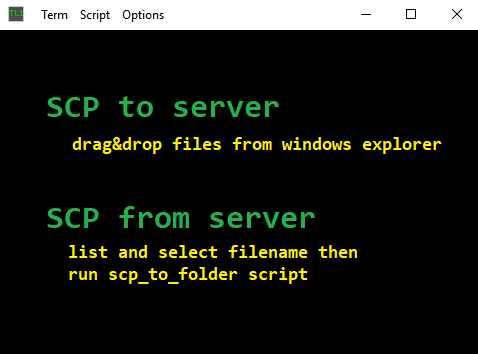 Term Script Options
SCP to server
drag&drop files from windows explorer
SCP from server
list and select filename then
run scp_to_folder script